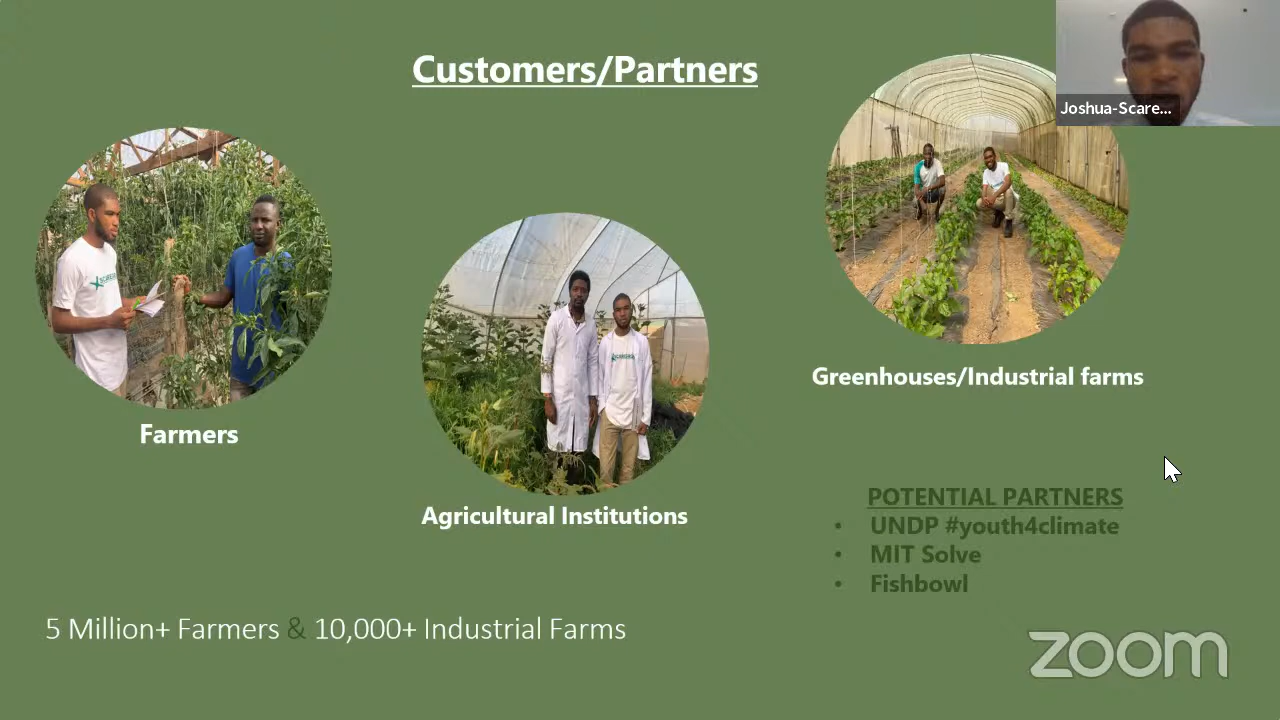 Customers/Partners
Joshua-Scare...
Farmers
Agricultural Institutions
Greenhouses/Industrial farms
POTENTIAL PARTNERS
• UNDP #youth4climate
• MIT Solve
• Fishbowl
5 Million+ Farmers & 10,000+ Industrial Farms
zoom